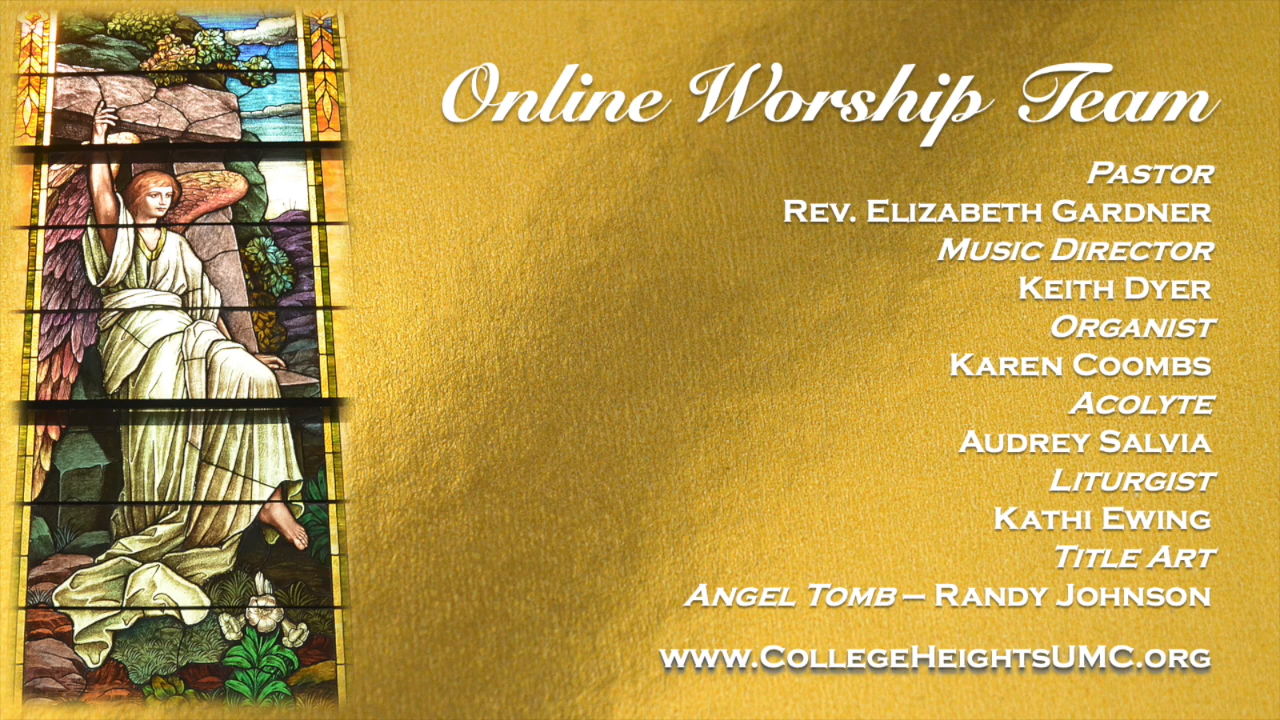 Online Worship Team
Pastor
Rev. Elizabeth Gardner
Music Director
Keith Dyer
Organist
Karen Coombs
Acolyte
Audrey Salvia
Liturgist
Kathi Ewing
Title Art
Angel Tomb – Randy Johnson
www.CollegeHeightsUMC.org